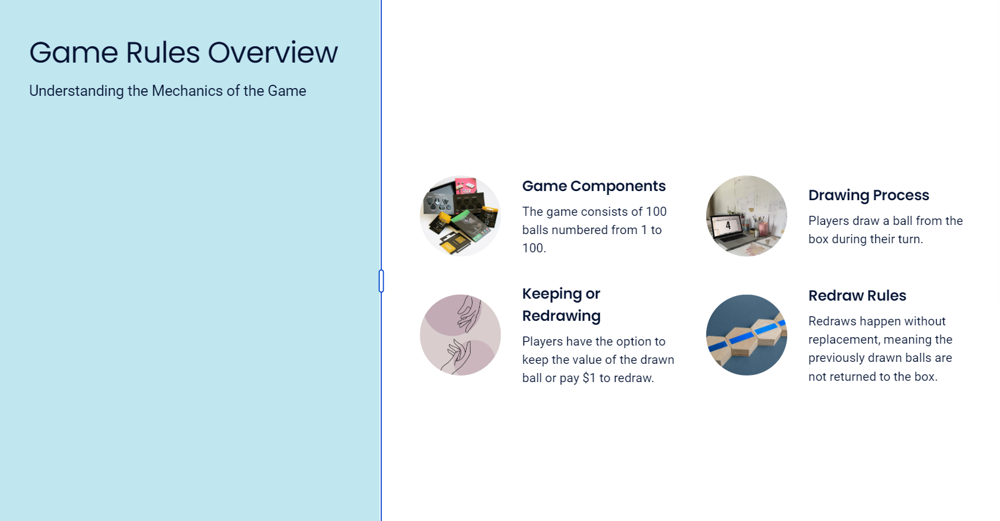 Game Rules Overview
Understanding the Mechanics of the Game
Game Components
The game consists of 100
balls numbered from 1 to
100.
Drawing Process
Players draw a ball from the
box during their turn.
4
Keeping or
Redrawing
Players have the option to
keep the value of the drawn
ball or pay $1 to redraw.
Redraw Rules
Redraws happen without
replacement, meaning the
previously drawn balls are
not returned to the box.